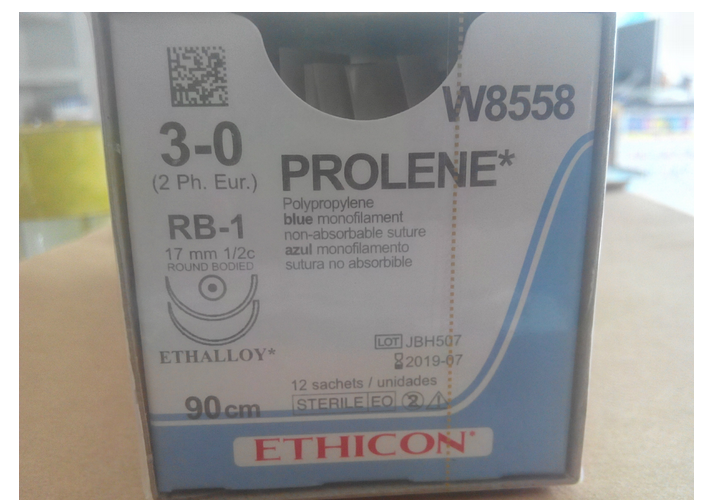 W8558
3-0
(2 Ph. Eur.)
PROLENE*
Polypropylene
blue monofilament
non-absorbable suture
azul monofilamento
sutura no absorbible
RB-1
17 mm 1/2c
ROUND BODIED
ETHALLOY*
LOT JBH507
2019-07
12 sachets / unidades
STERILE EO 2
90cm
ETHICON*